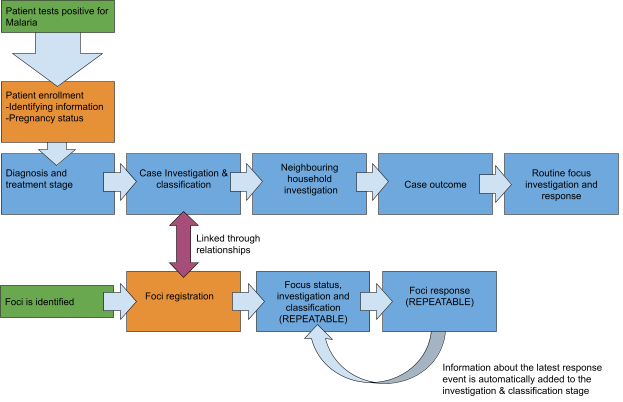 Patient tests positive for
Malaria
Patient enrollment
-Identifying information
-Pregnancy status
Diagnosis and
treatment stage
Case Investigation &
classification
Neighbouring
household
investigation
Case outcome
Routine focus
investigation and
response
Linked through
relationships
Foci is identified
Foci registration
Focus status,
investigation and
classification
(REPEATABLE)
Foci response
(REPEATABLE)
Information about the latest response
event is automatically added to the
investigation & classification stage